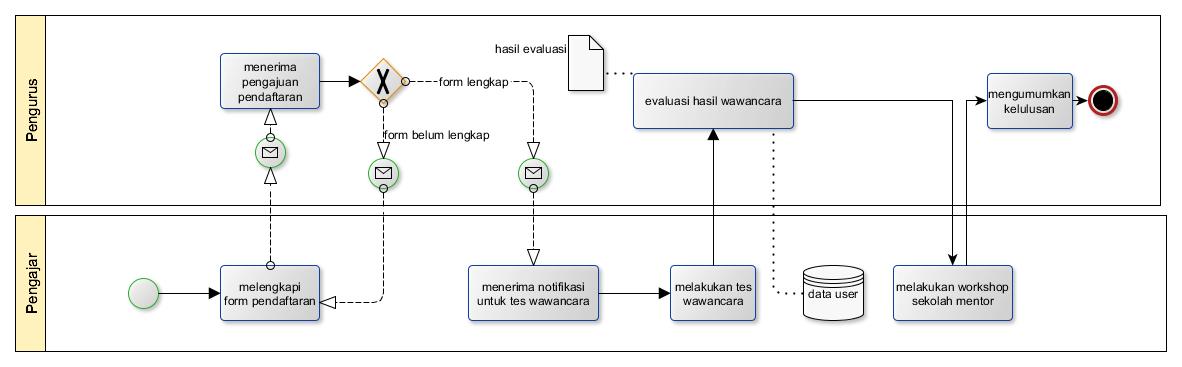 Pengurus
menerima
pengajuan
pendaftaran
form lengkap
form belum lengkap
hasil evaluasi
evaluasi hasil wawancara
mengumumkan
kelulusan
Pengajar
melengkapi
form pendaftaran
menerima notifikasi
untuk tes wawancara
melakukan tes
wawancara
data user
melakukan workshop
sekolah mentor